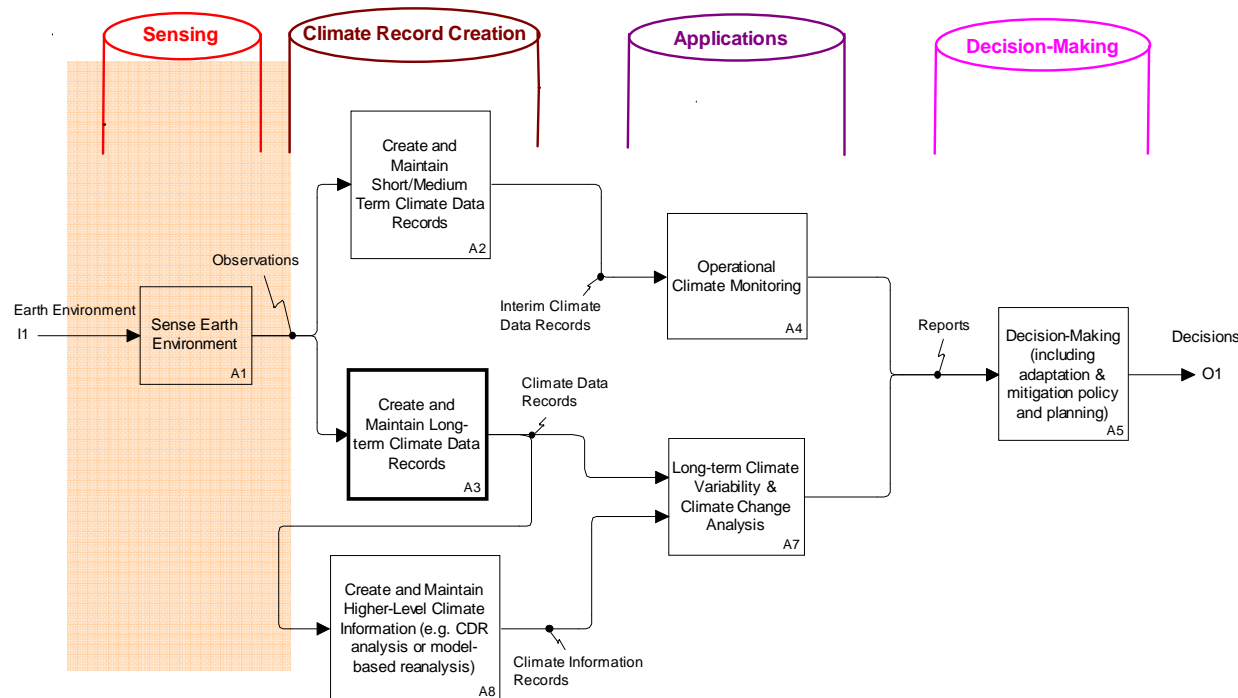 Sensing
Climate Record Creation
Applications
Decision-Making
Create and
Maintain
Short/Medium
Term Climate Data
Records
A2
Observations
Earth Environment
I1
Sense Earth
Environment
A1
Interim Climate
Data Records
Operational
Climate Monitoring
A4
Reports
Decision-Making
(including
adaptation &
mitigation policy
and planning)
A5
Decisions
O1
Create and
Maintain Long-
term Climate Data
Records
A3
Climate Data
Records
Long-term Climate
Variability &
Climate Change
Analysis
A7
Create and Maintain
Higher-Level Climate
Information (e.g. CDR
analysis or model-
based reanalysis)
A8
Climate Information
Records